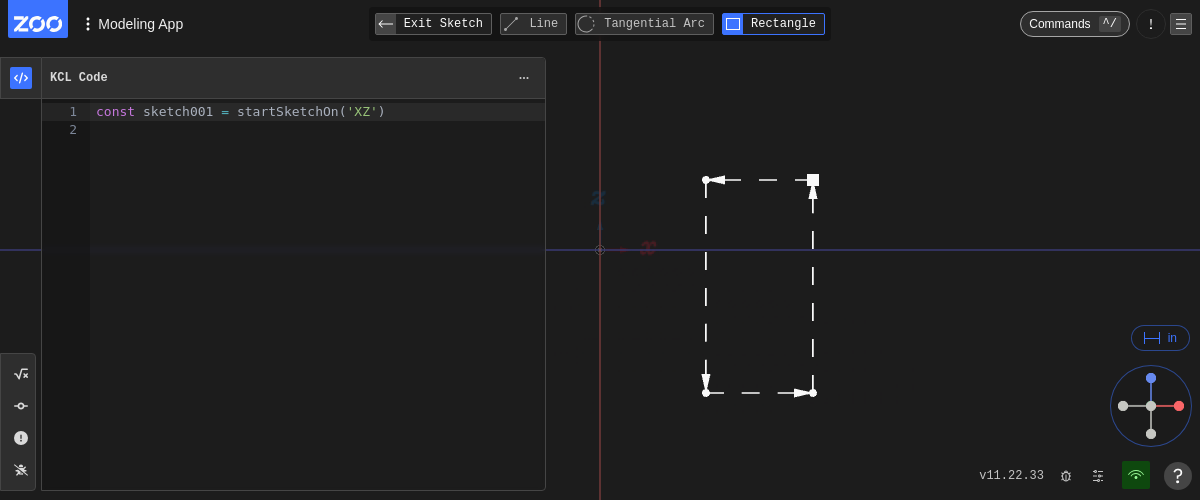 ZOO
Modeling App
Exit Sketch
Line
Tangential Arc
Rectangle
Commands ^/
!
KCL Code
...
1 const sketch001 = startSketchOn('XZ')
2
z
x
in
v11.22.33
?